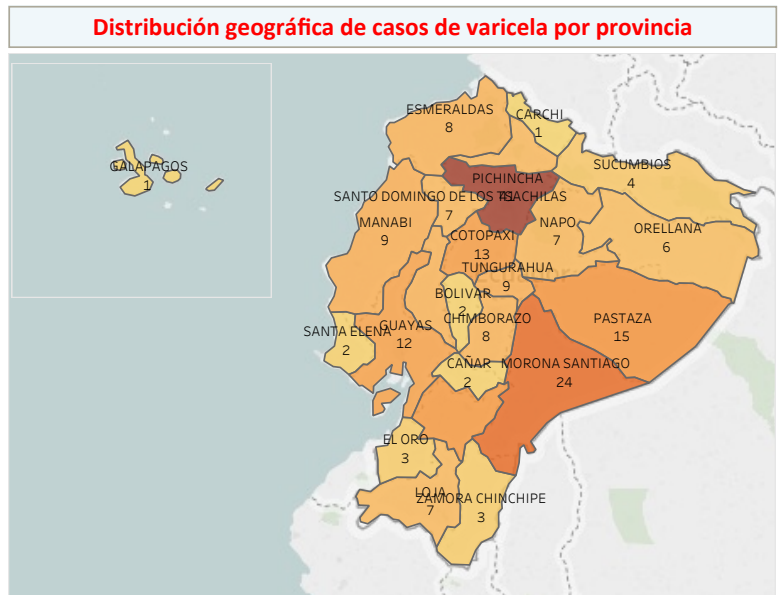 Distribución geográfica de casos de varicela por provincia
ESMERALDAS
8
CARCHI
1
GALAPAGOS
1
SUCUMBIOS
4
PICHINCHA
SANTO DOMINGO DE LOS TSACHILAS
7
MANABI
9
NAPO
7
ORELLANA
6
COTOPAXI
13
TUNGURAHUA
9
BOLIVAR
2
CHIMBORAZO
8
PASTAZA
15
SANTA ELENA
2
GUAYAS
12
CAÑAR
2
MORONA SANTIAGO
24
EL ORO
3
LOJA
7
ZAMORA CHINCHIPE
3